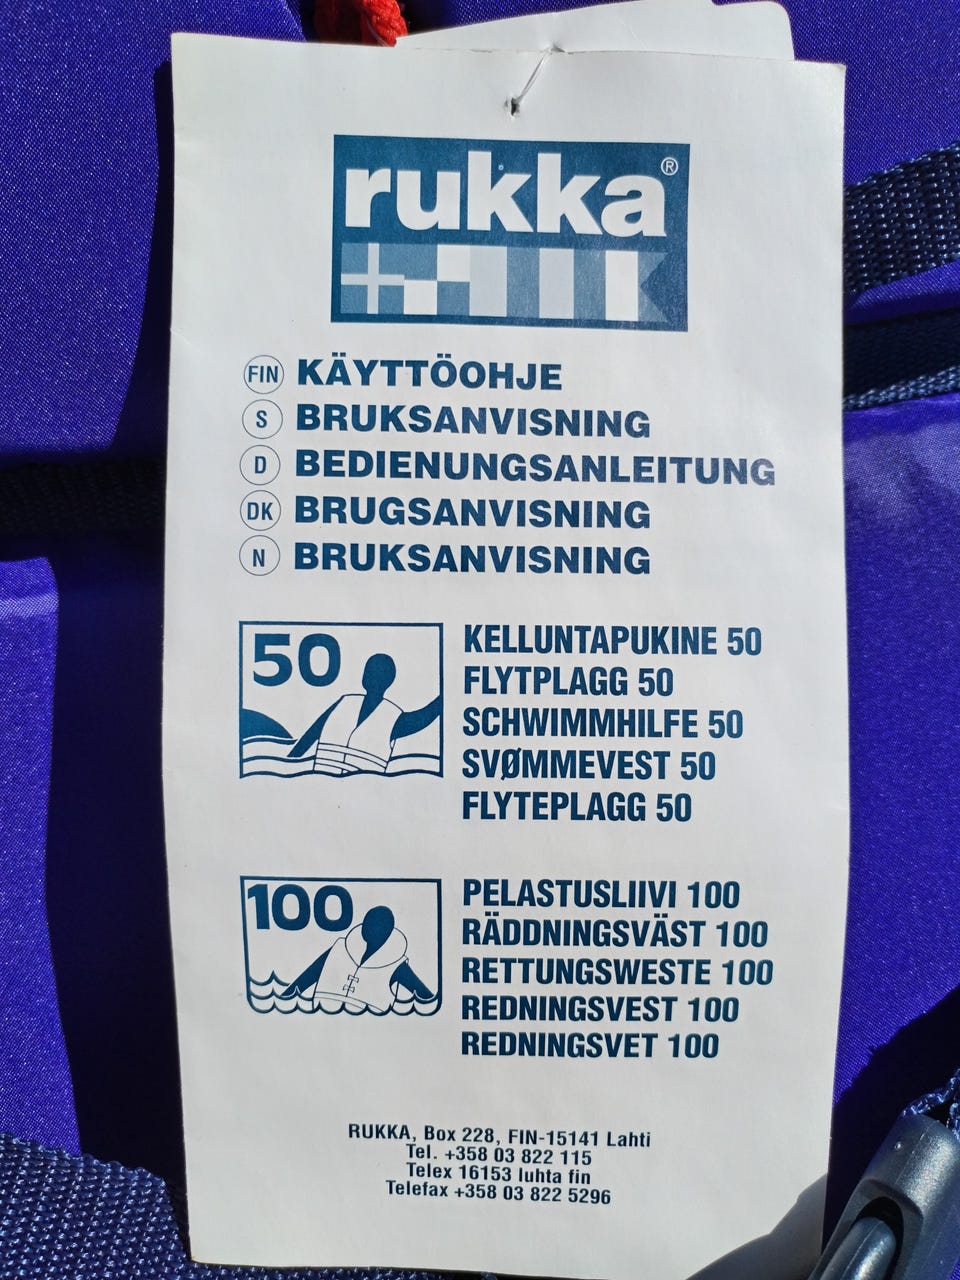 rukka®
FIN KÄYTTÖOHJE
S BRUKSANVISNING
D BEDIENUNGSANLEITUNG
DK BRUGSANVISNING
N BRUKSANVISNING
50
KELLUNTAPUKINE 50
FLYTPLAGG 50
SCHWIMMHILFE 50
SVØMMEVEST 50
FLYTEPLAGG 50
100
PELASTUSLIIVI 100
RÄDDNINGSVÄST 100
RETTUNGSWESTE 100
REDNINGSVEST 100
REDNINGSVET 100
RUKKA, Box 228, FIN-15141 Lahti
Tel. +358 03 822 115
Telex 16153 luhta fin
Telefax +358 03 822 5296